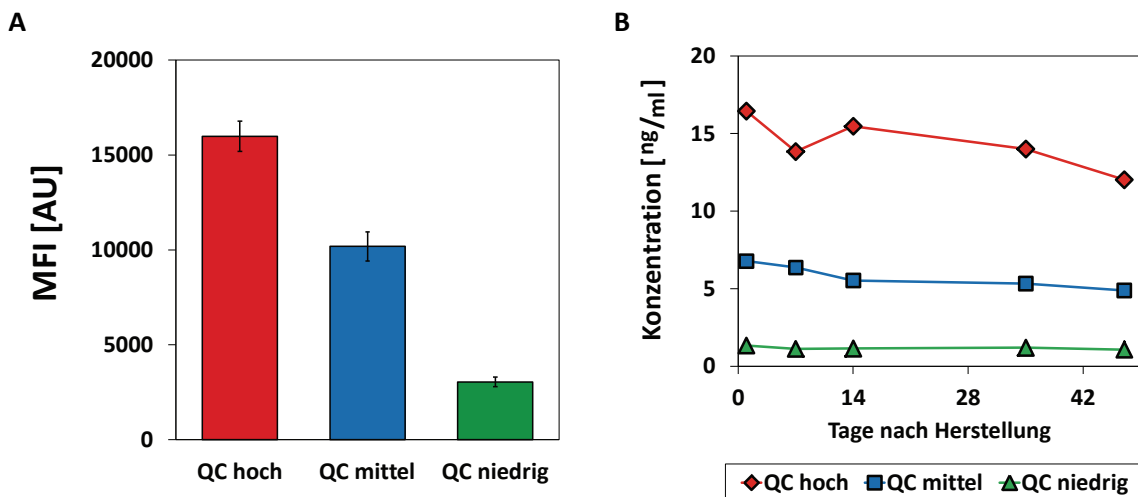 A
MFI [AU]
20000
15000
10000
5000
0
QC hoch QC mittel QC niedrig
B
Konzentration [ng/ml]
20
15
10
5
0
0 14 28 42
Tage nach Herstellung
QC hoch QC mittel QC niedrig